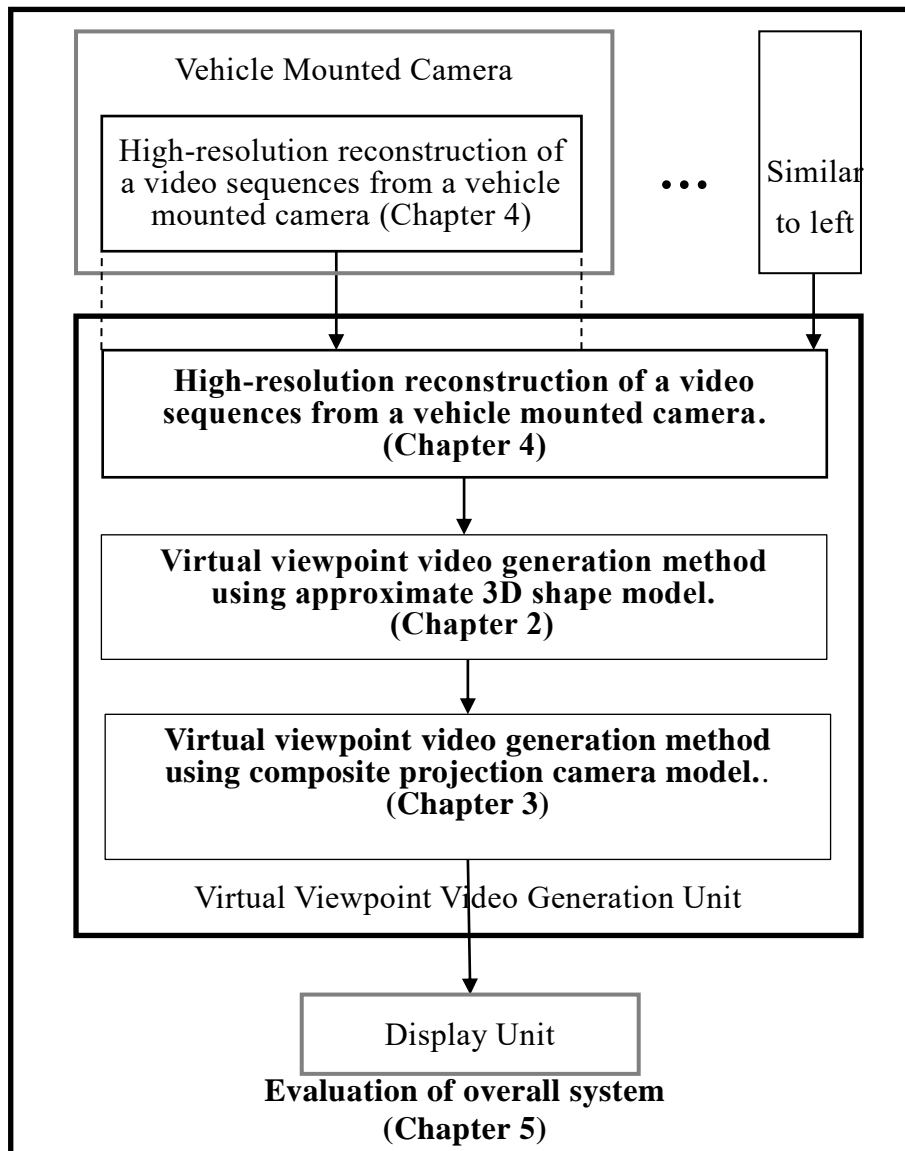 Vehicle Mounted Camera
High-resolution reconstruction of
a video sequences from a vehicle
mounted camera (Chapter 4)
...
Similar
to left
High-resolution reconstruction of a video
sequences from a vehicle mounted camera.
(Chapter 4)
Virtual viewpoint video generation method
using approximate 3D shape model.
(Chapter 2)
Virtual viewpoint video generation method
using composite projection camera model..
(Chapter 3)
Virtual Viewpoint Video Generation Unit
Display Unit
Evaluation of overall system
(Chapter 5)